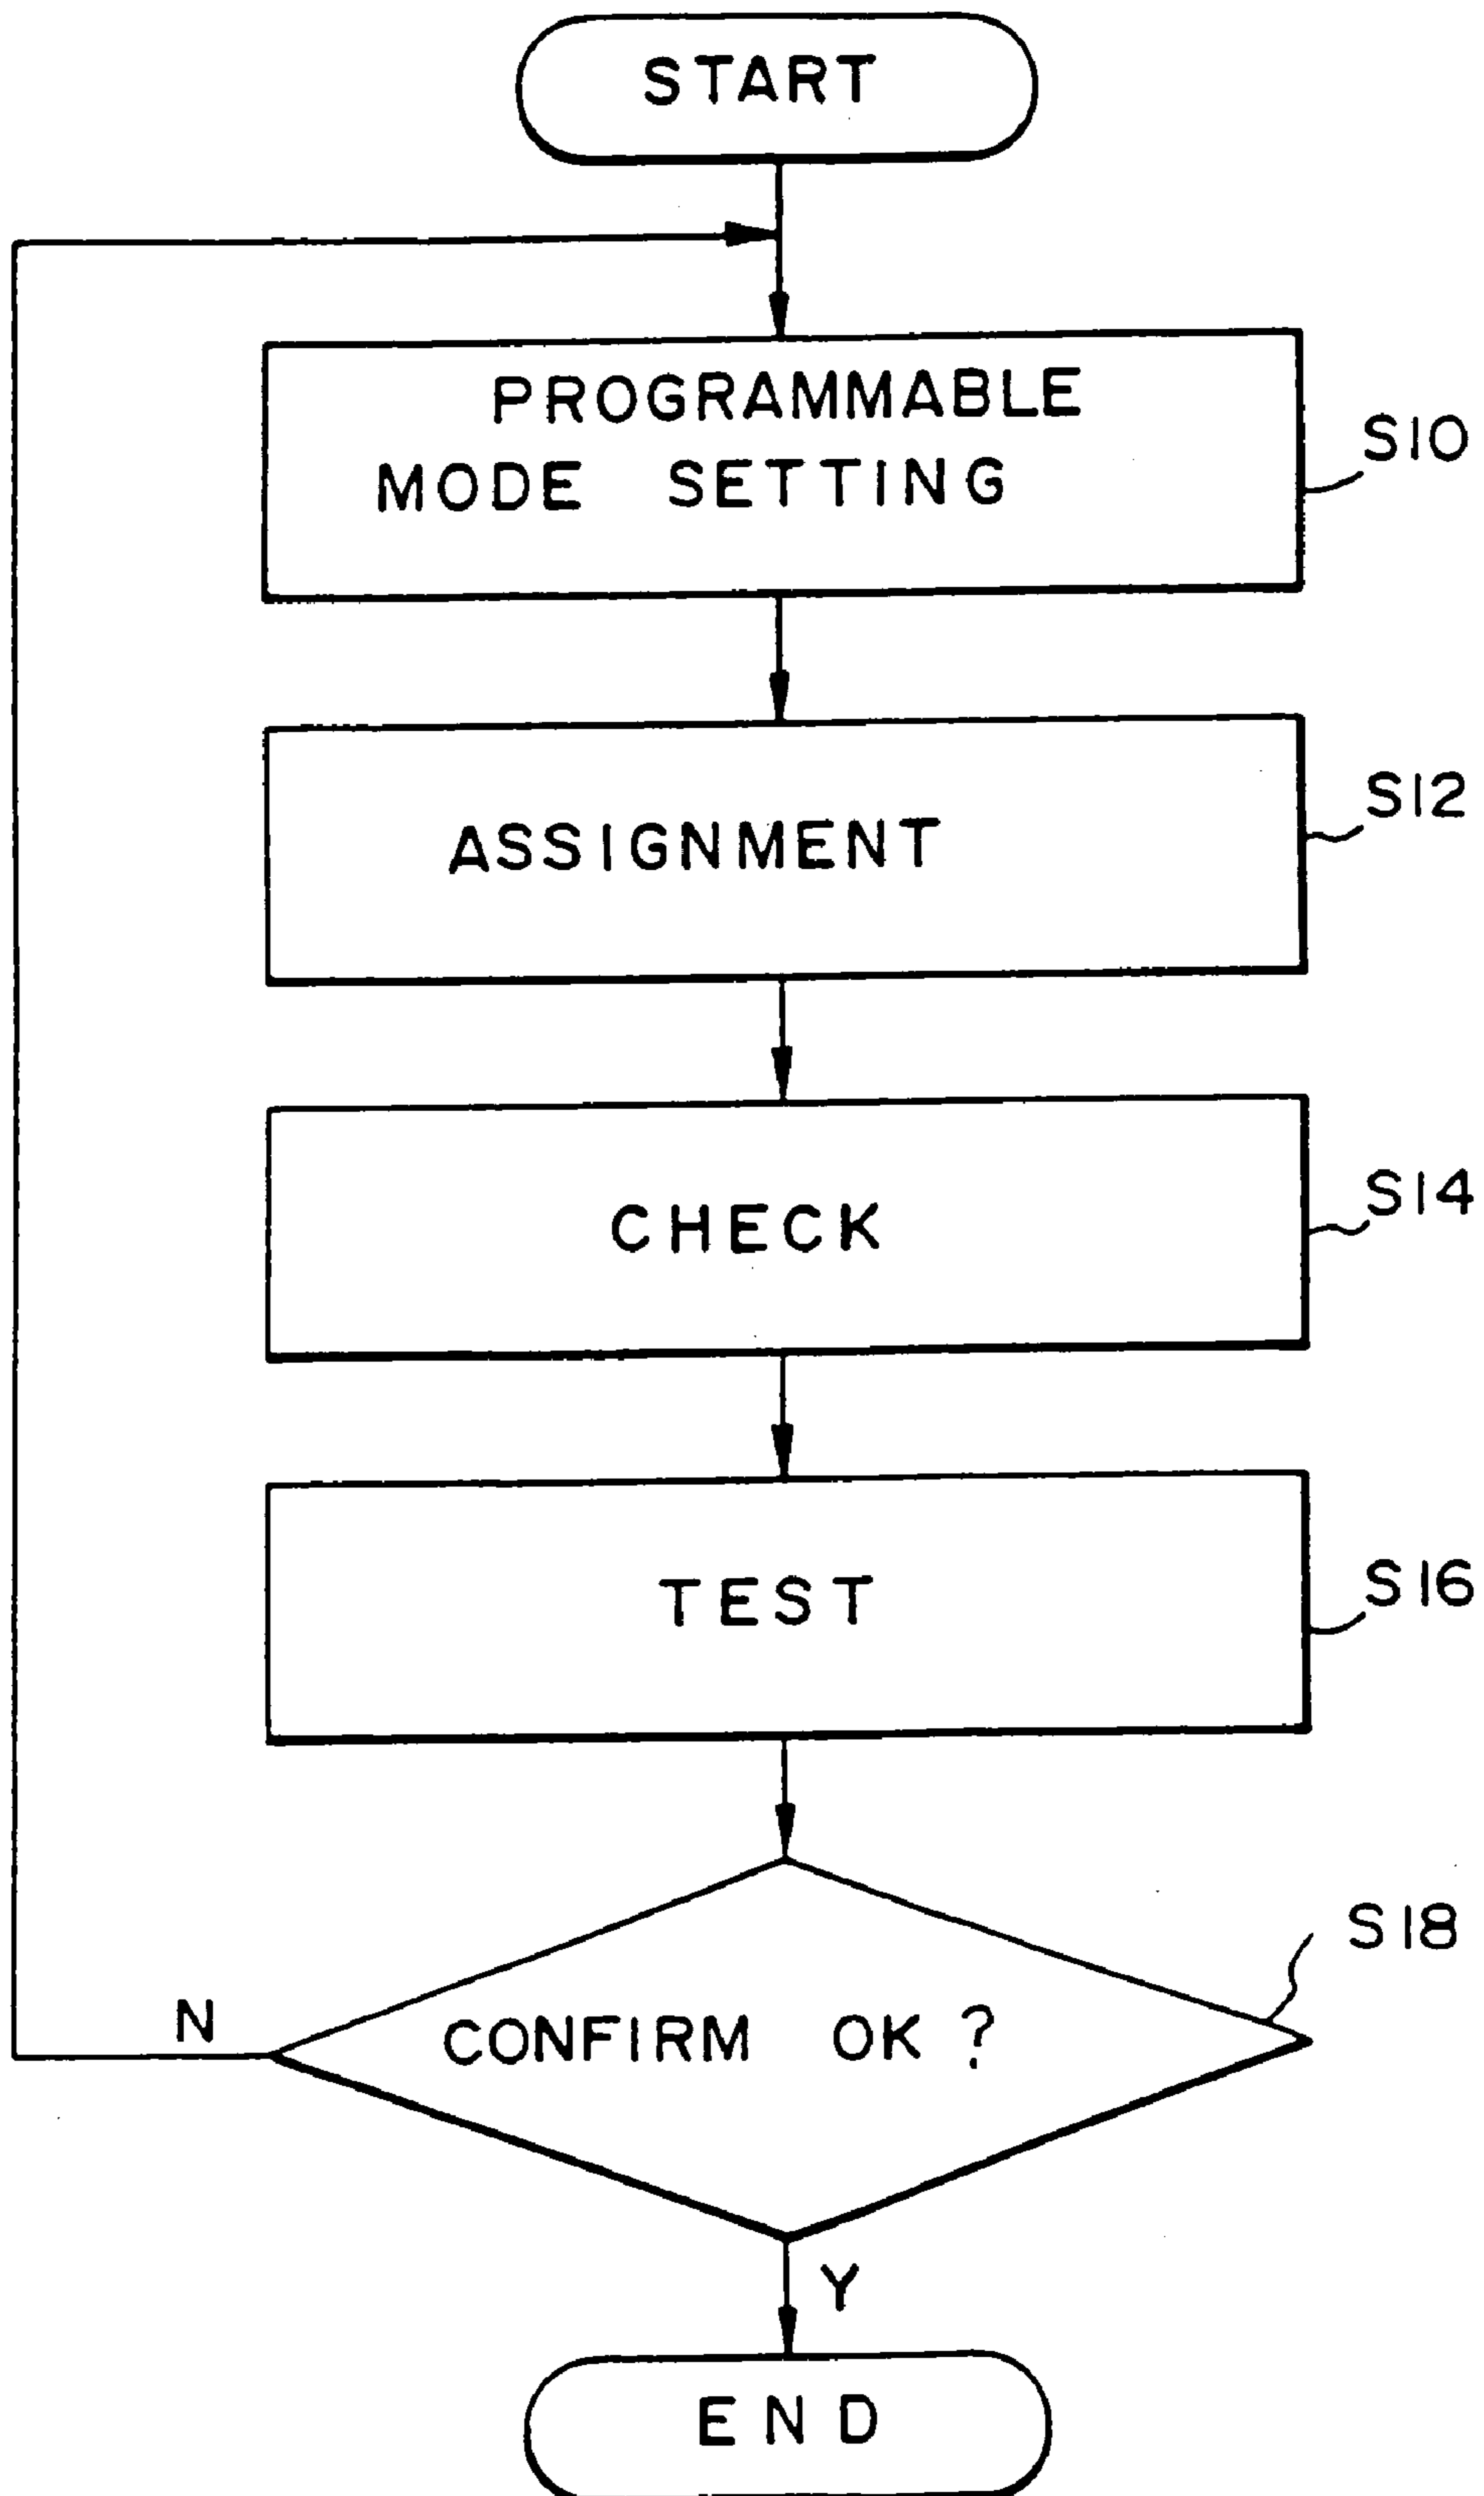 START
PROGRAMMABLE
MODE SETTING
S10
ASSIGNMENT
S12
CHECK
S14
TEST
S16
S18
CONFIRM OK ?
N
Y
END